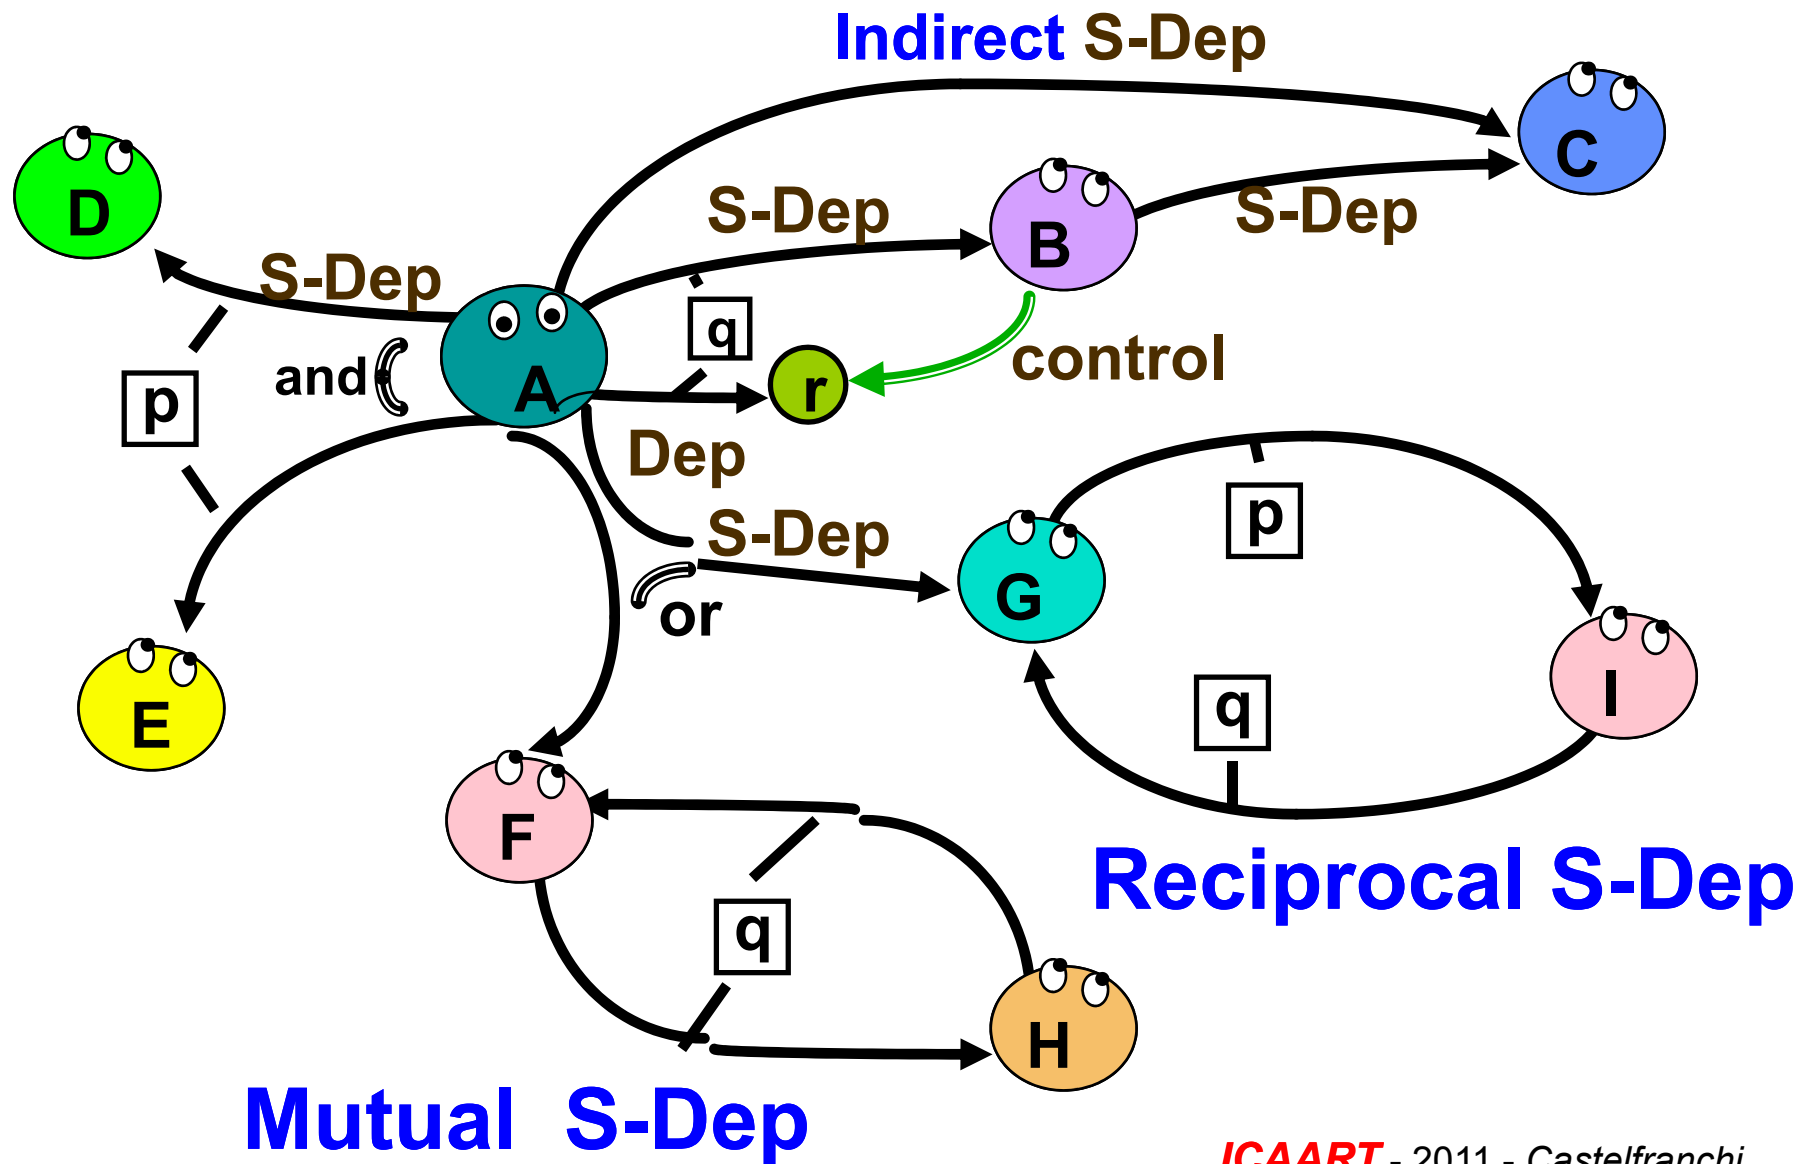 Indirect S-Dep
C
D
S-Dep
B
S-Dep
S-Dep
q
A
and
r
control
p
Dep
S-Dep
G
or
p
E
q
I
F
Reciprocal S-Dep
q
H
Mutual S-Dep
ICAART - 2011 - Castelfranchi